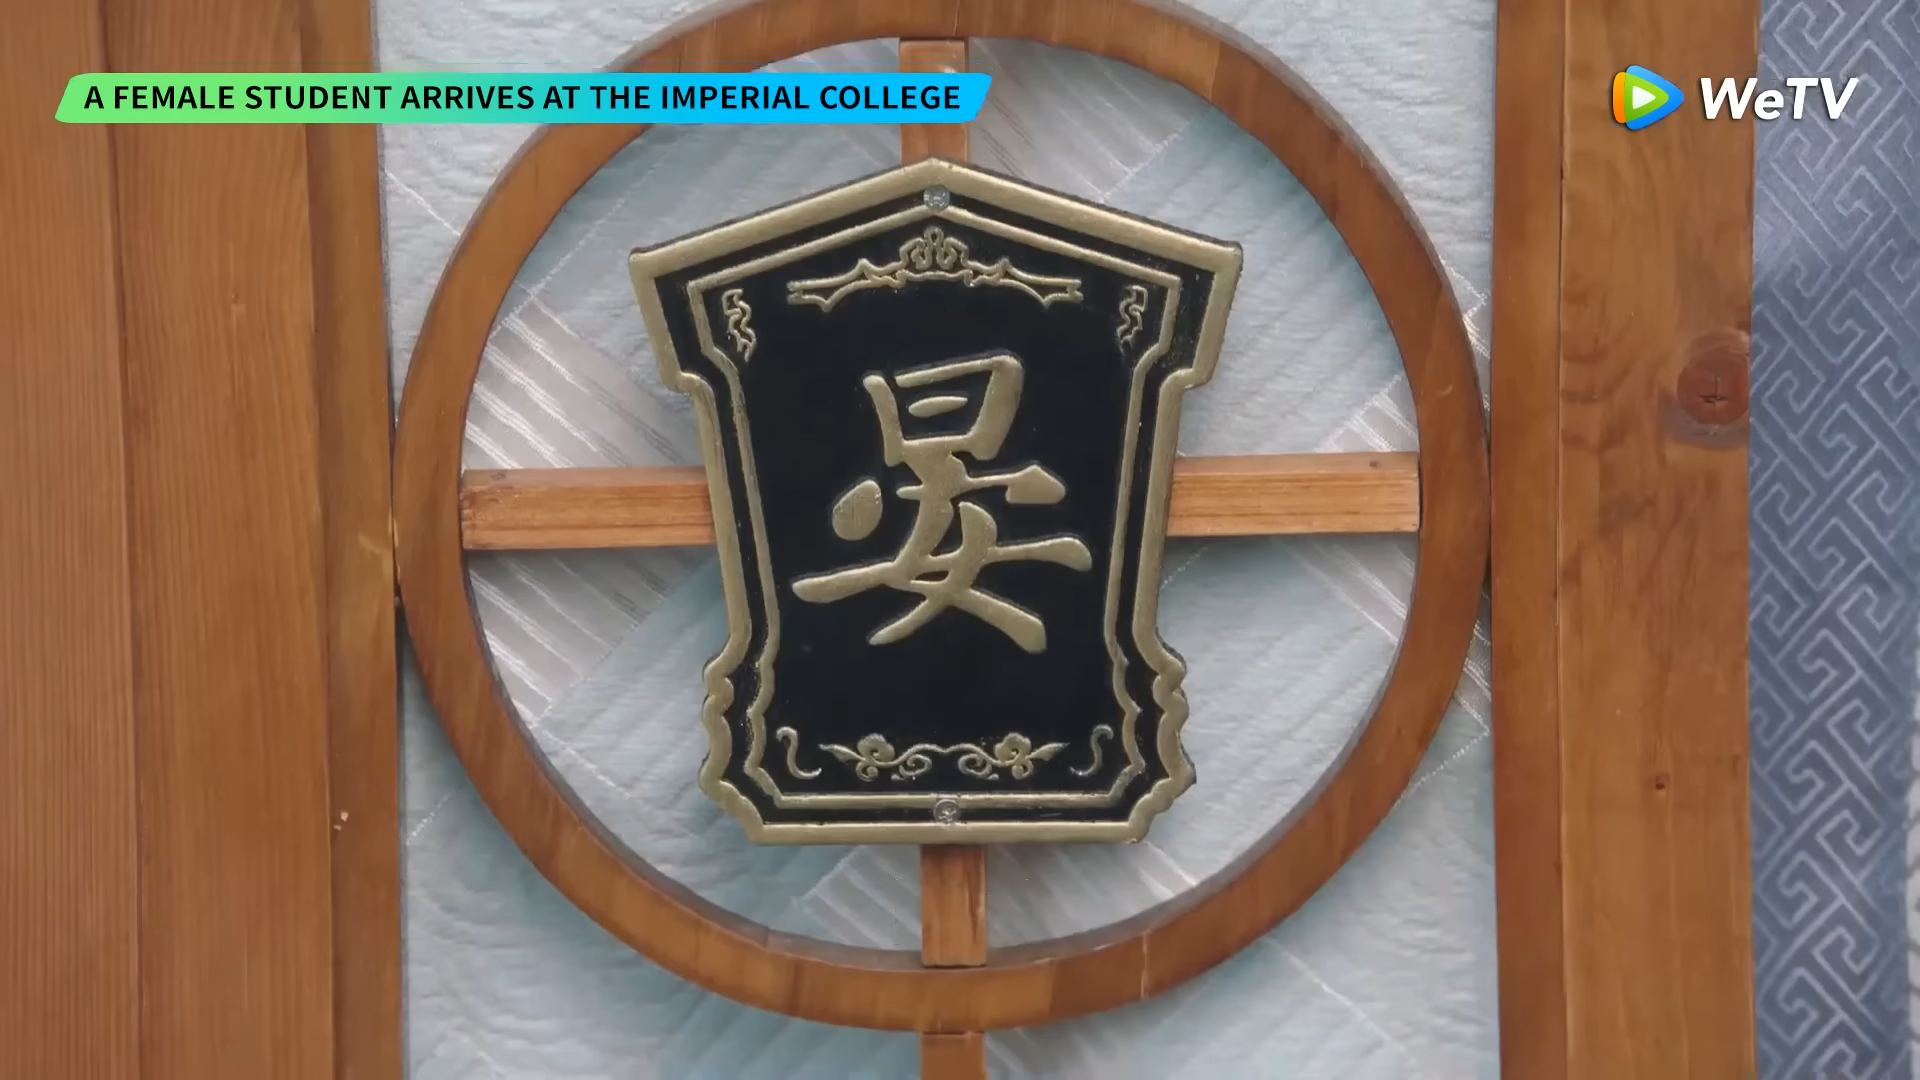 A FEMALE STUDENT ARRIVES AT THE IMPERIAL COLLEGE
WeTV
晏